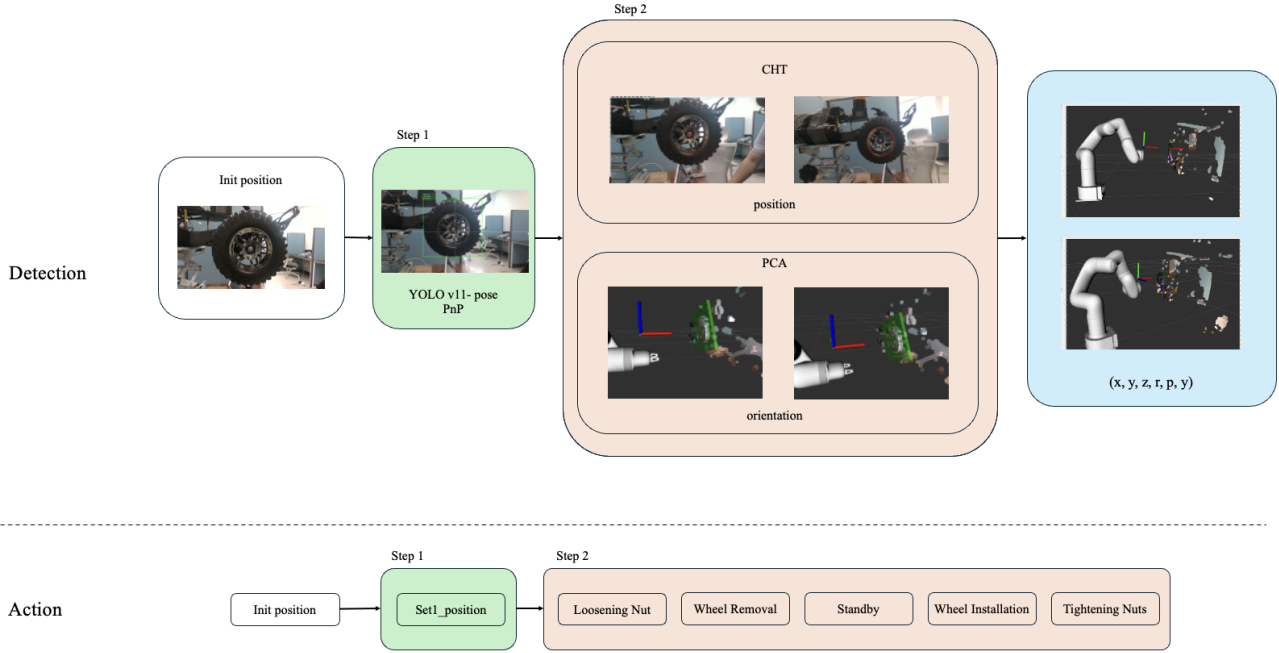 Step 2
CHT
Step 1
Init position
position
Detection
YOLO v11- pose
PnP
PCA
(x, y, z, r, p, y)
orientation
Step 1
Step 2
Action
Init position
Set1_position
Loosening Nut
Wheel Removal
Standby
Wheel Installation
Tightening Nuts